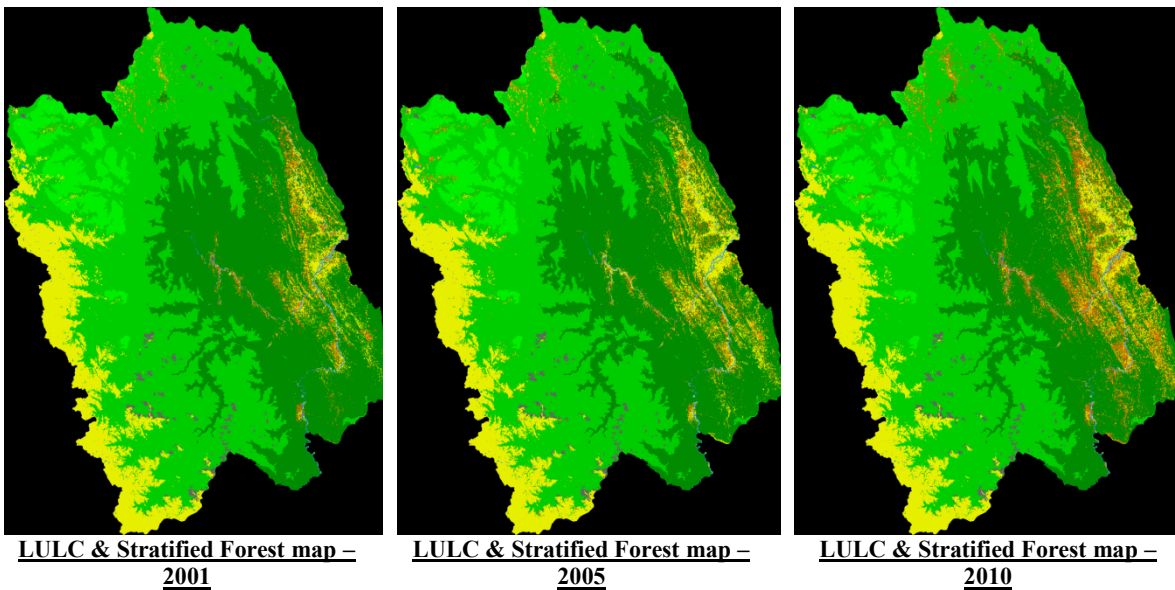 LULC & Stratified Forest map –
2001
LULC & Stratified Forest map –
2005
LULC & Stratified Forest map –
2010